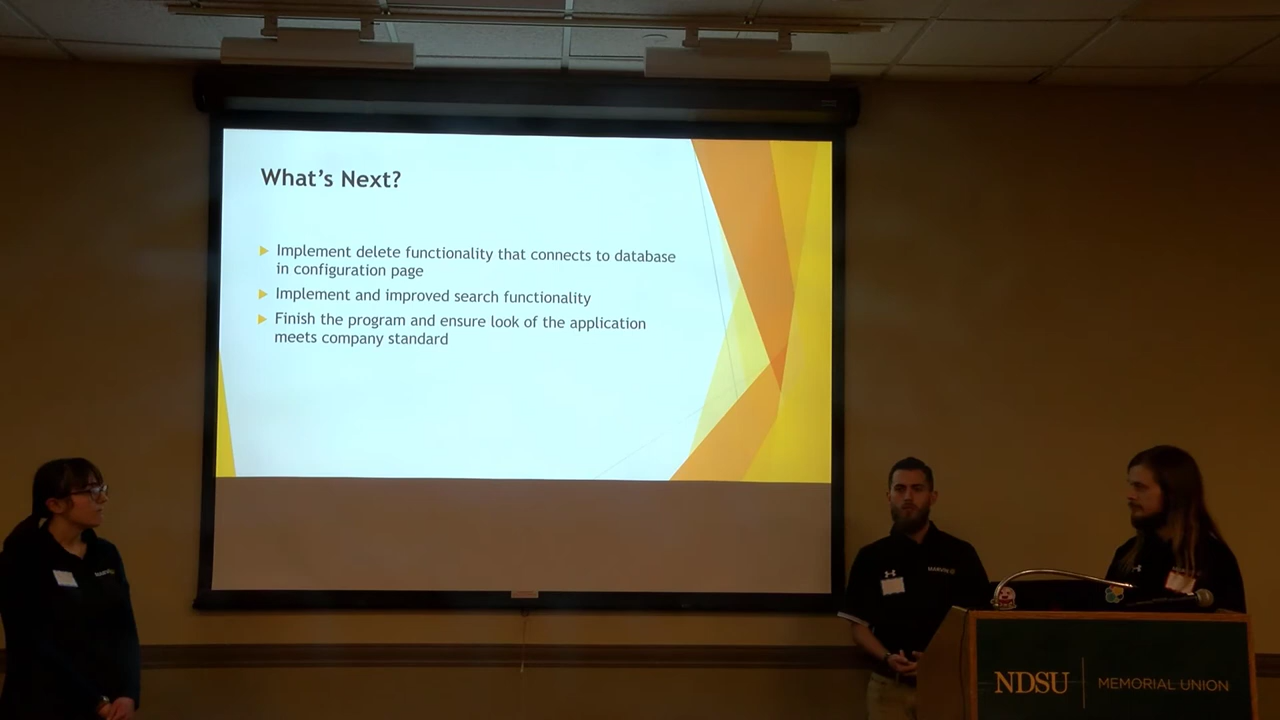 What's Next?
Implement delete functionality that connects to database
in configuration page
Implement and improved search functionality
Finish the program and ensure look of the application
meets company standard
MARVIN
NDSU
MEMORIAL UNION